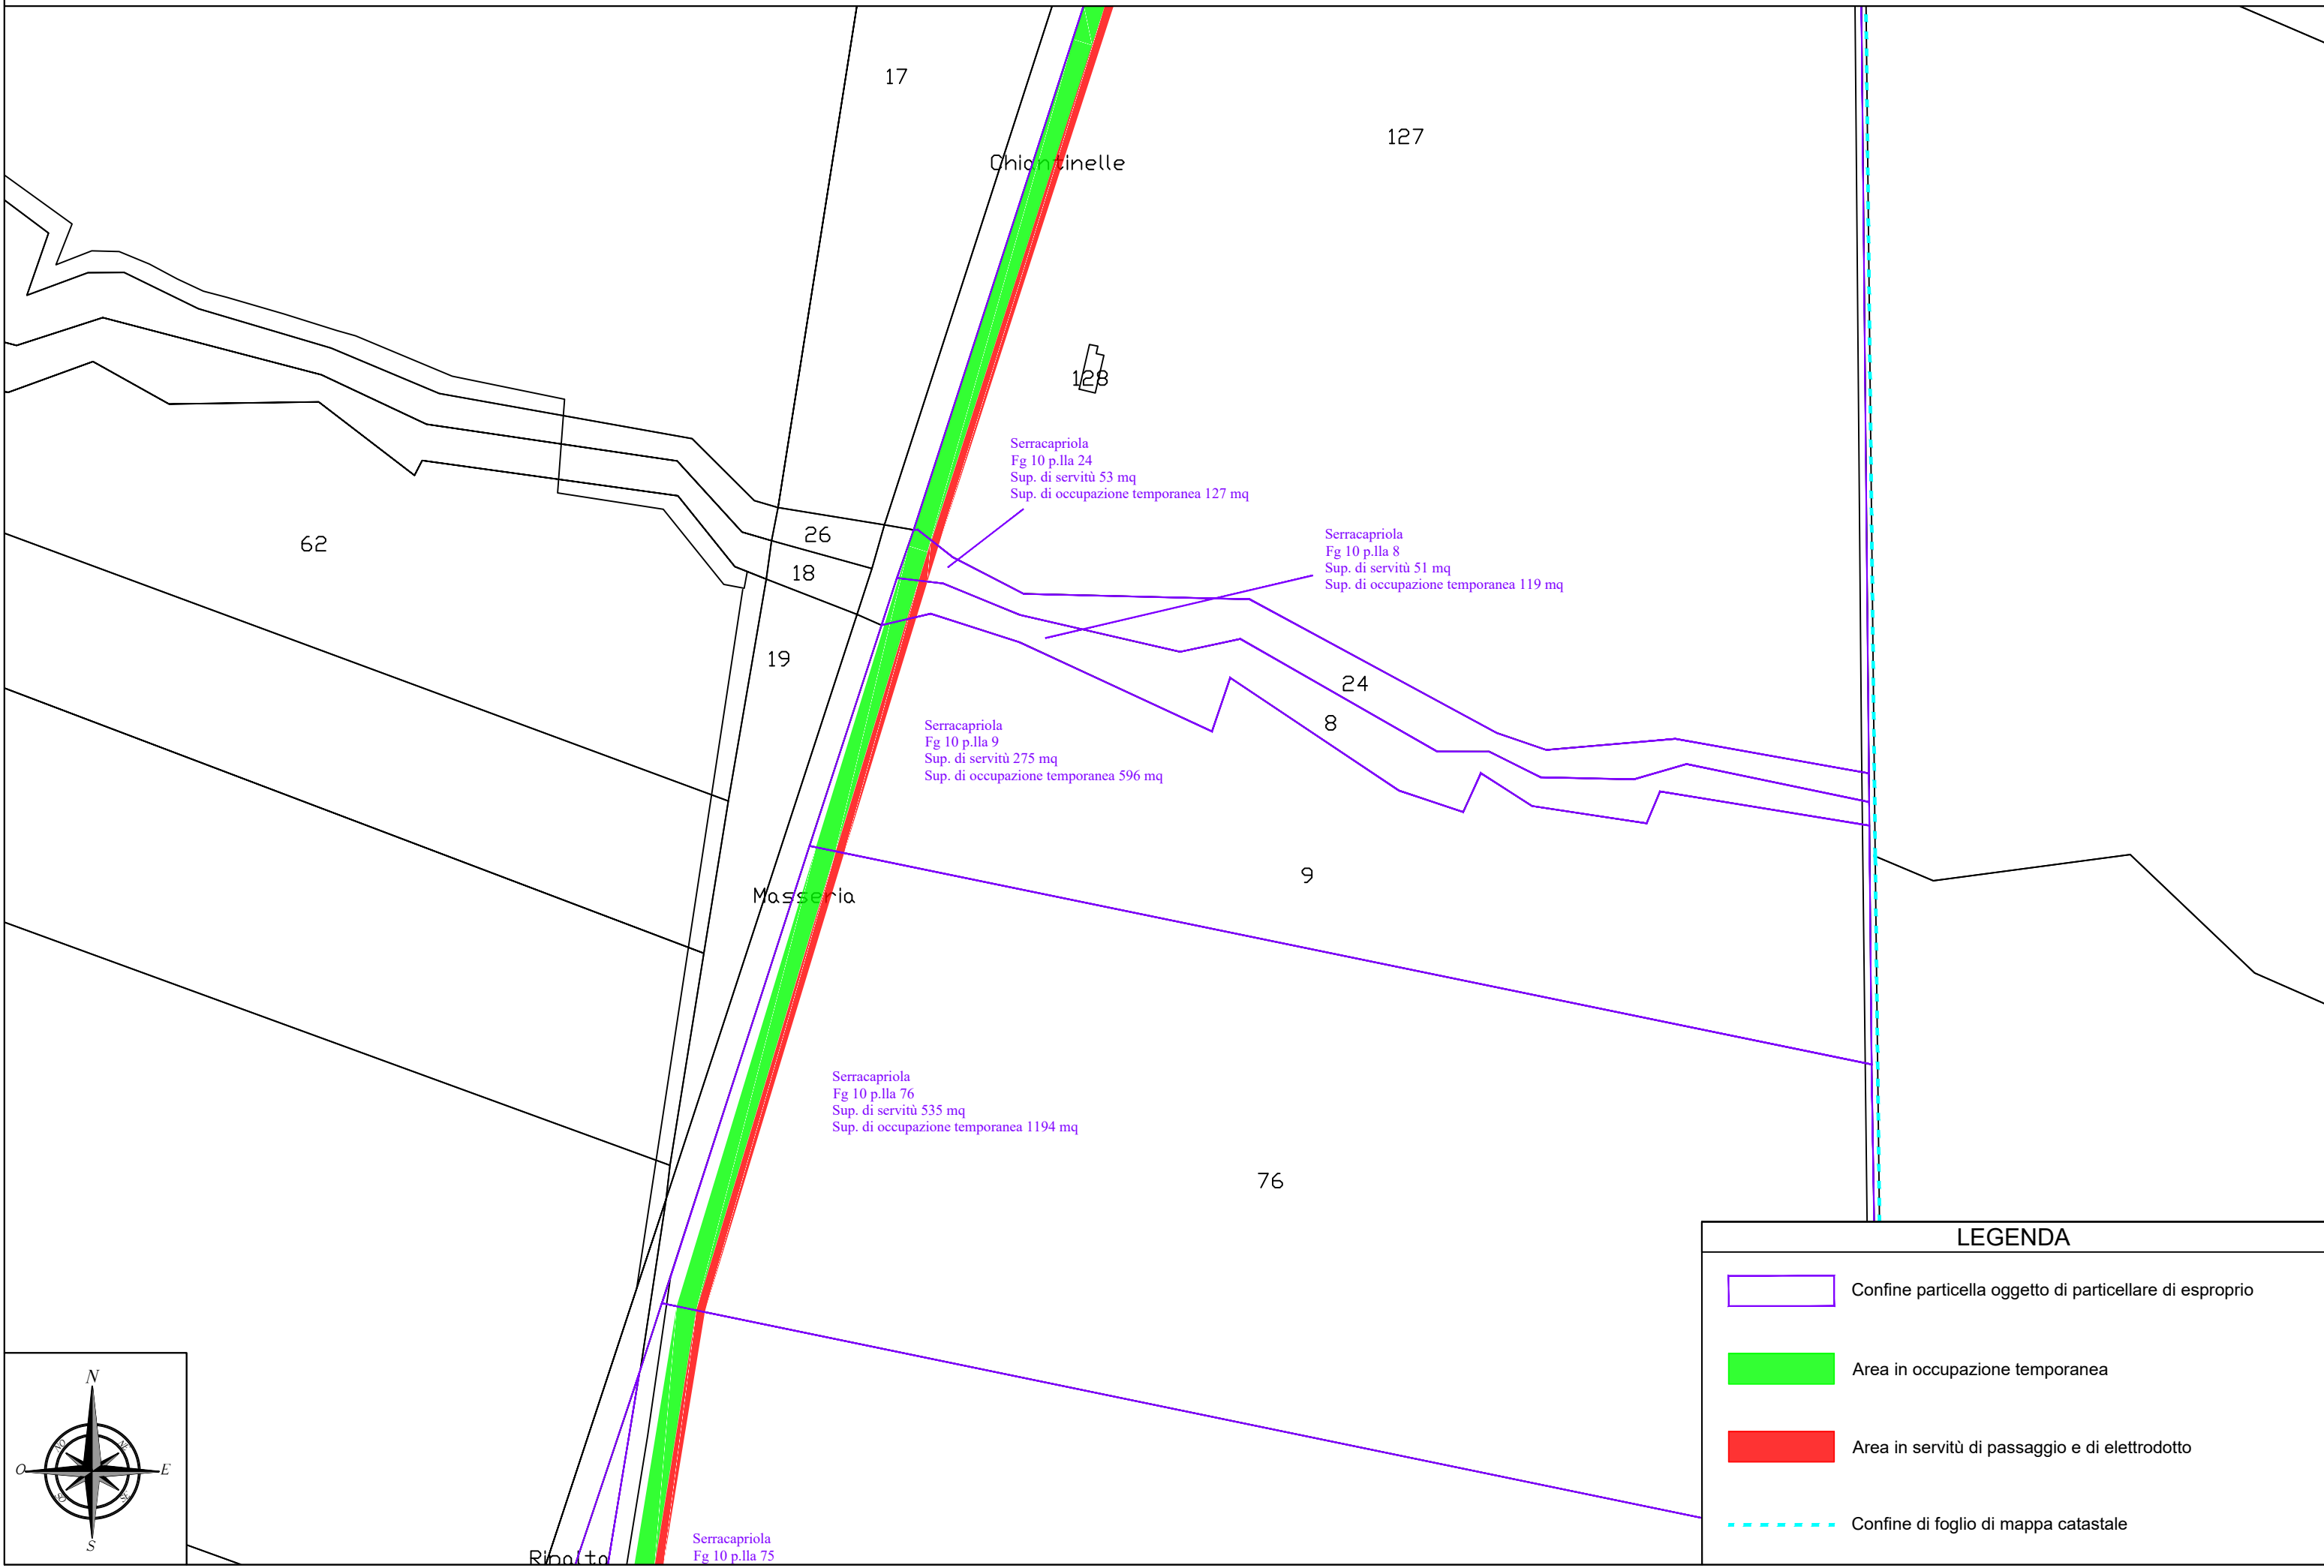 17
127
Chiantinelle
128
Serracapriola
Fg 10 p.lla 24
Sup. di servitù 53 mq
Sup. di occupazione temporanea 127 mq
Serracapriola
Fg 10 p.lla 8
Sup. di servitù 51 mq
Sup. di occupazione temporanea 119 mq
26
62
18
19
24
8
Serracapriola
Fg 10 p.lla 9
Sup. di servitù 275 mq
Sup. di occupazione temporanea 596 mq
9
Masseria
Serracapriola
Fg 10 p.lla 76
Sup. di servitù 535 mq
Sup. di occupazione temporanea 1194 mq
76
LEGENDA
Confine particella oggetto di particellare di esproprio
Area in occupazione temporanea
Area in servitù di passaggio e di elettrodotto
Confine di foglio di mappa catastale
N
NO
NE
O
E
SO
SE
S
Ripalta
Serracapriola
Fg 10 p.lla 75